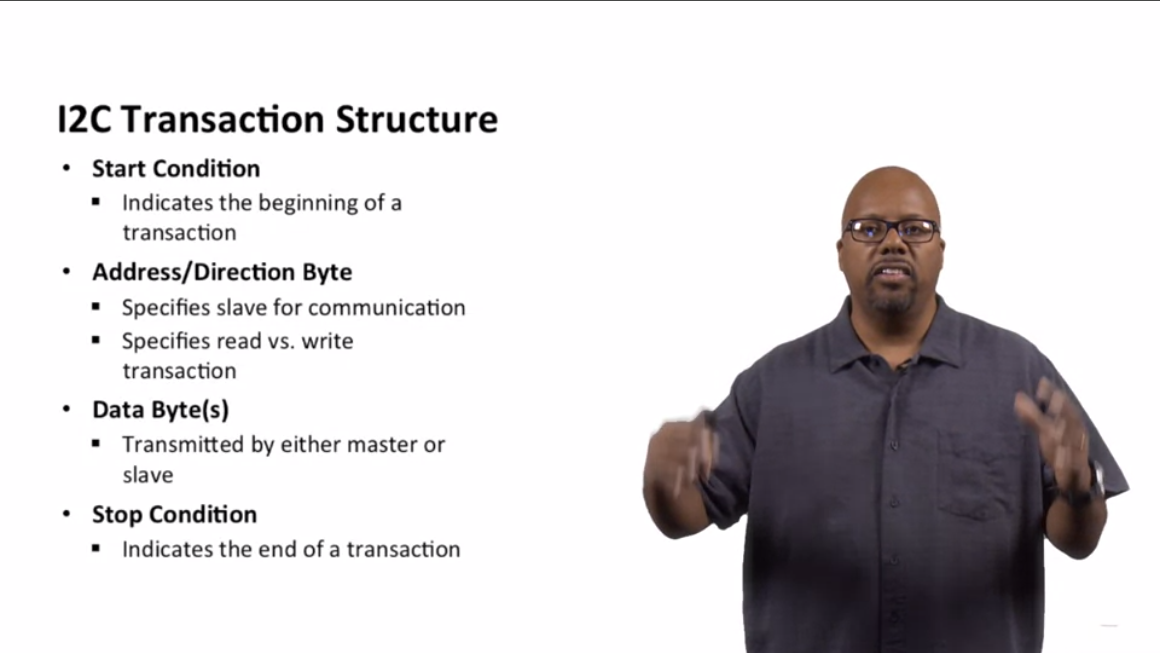 I2C Transaction Structure
• Start Condition
▪ Indicates the beginning of a
transaction
• Address/Direction Byte
▪ Specifies slave for communication
▪ Specifies read vs. write
transaction
• Data Byte(s)
▪ Transmitted by either master or
slave
• Stop Condition
▪ Indicates the end of a transaction